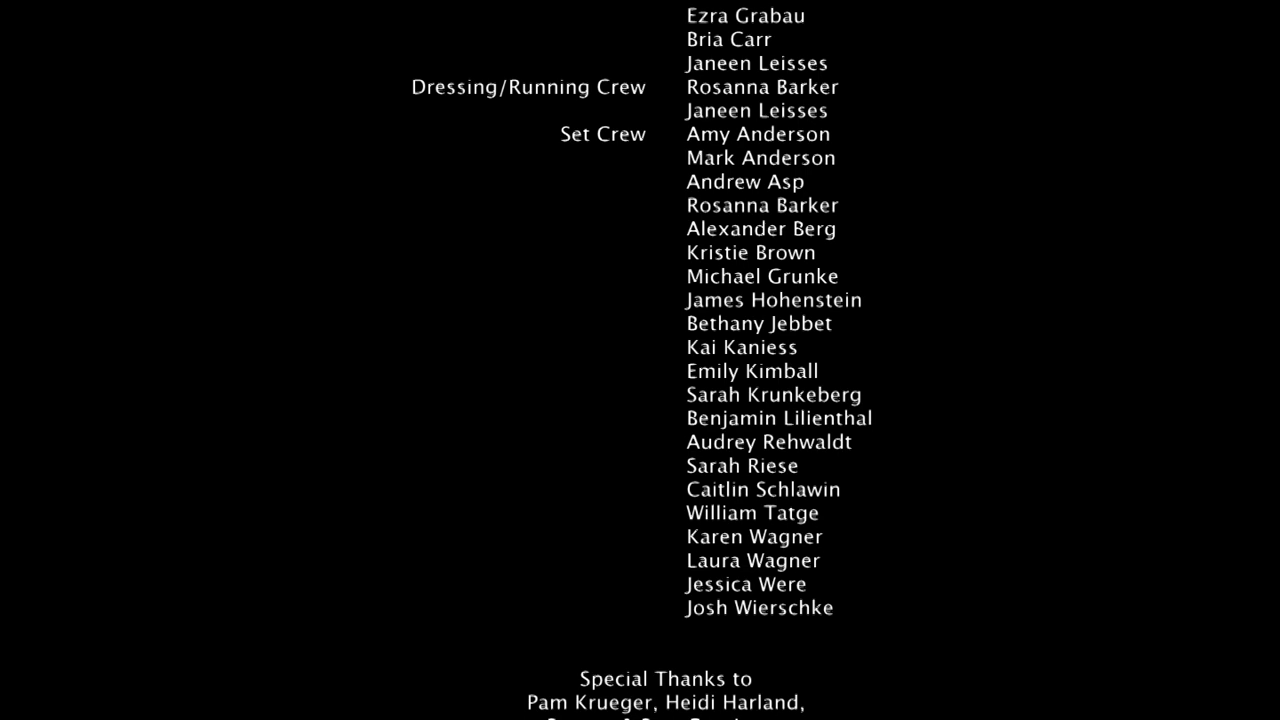 Ezra Grabau
Bria Carr
Janeen Leisses
Dressing/Running Crew Rosanna Barker
Janeen Leisses
Set Crew Amy Anderson
Mark Anderson
Andrew Asp
Rosanna Barker
Alexander Berg
Kristie Brown
Michael Grunke
James Hohenstein
Bethany Jebbet
Kai Kaniess
Emily Kimball
Sarah Krunkeberg
Benjamin Lilienthal
Audrey Rehwaldt
Sarah Riese
Caitlin Schlawin
William Tatge
Karen Wagner
Laura Wagner
Jessica Were
Josh Wierschke
Special Thanks to
Pam Krueger, Heidi Harland,